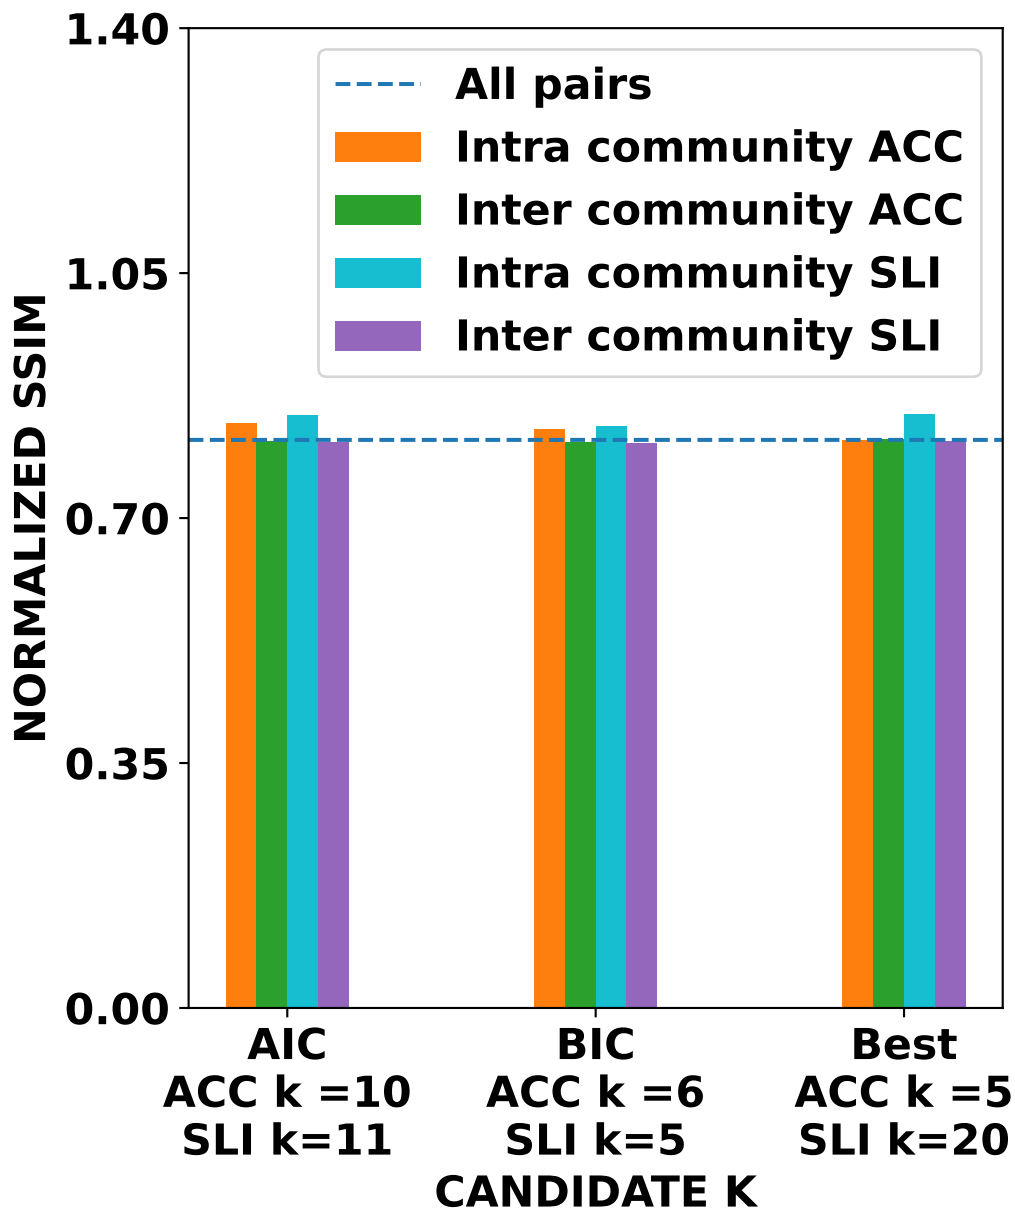 NORMALIZED SSIM
1.40
1.05
0.70
0.35
0.00
All pairs
Intra community ACC
Inter community ACC
Intra community SLI
Inter community SLI
AIC
ACC k =10
SLI k=11
BIC
ACC k =6
SLI k=5
Best
ACC k =5
SLI k=20
CANDIDATE K